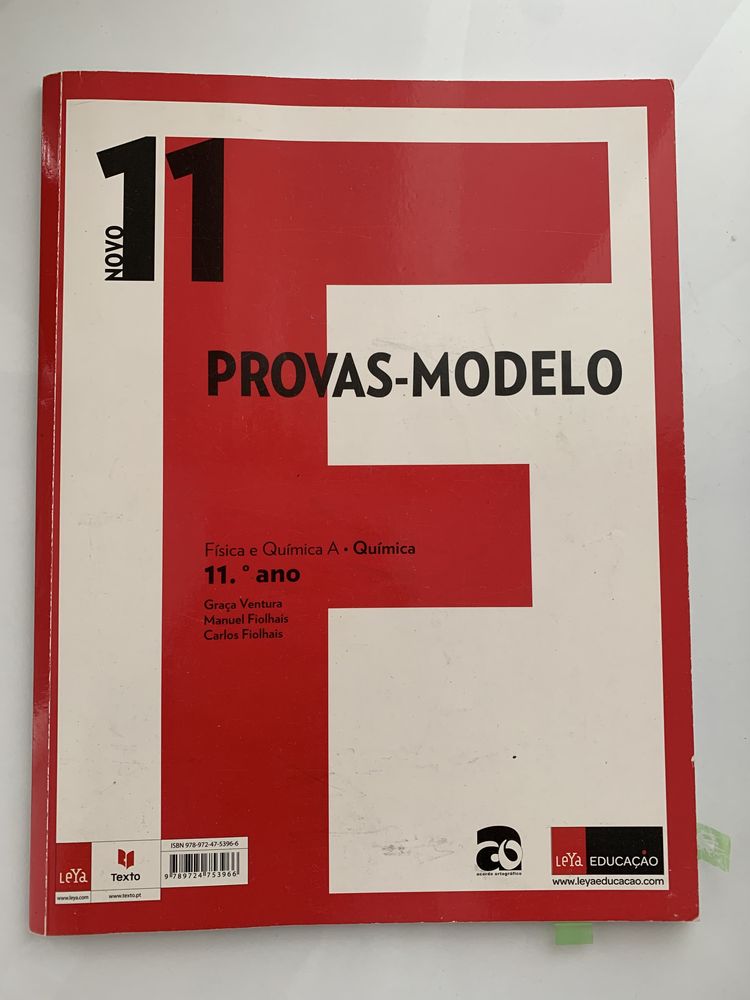 NOVO
11
PROVAS-MODELO
Física e Química A • Química
11.º ano
Graça Ventura
Manuel Fiolhais
Carlos Fiolhais
LeYa
www.leya.com
Texto
www.texto.pt
ISBN 978-972-47-5396-6
9 789724 753966
ao
acordo ortográfico
LeYa EDUCAÇÃO
www.leyaeducacao.com